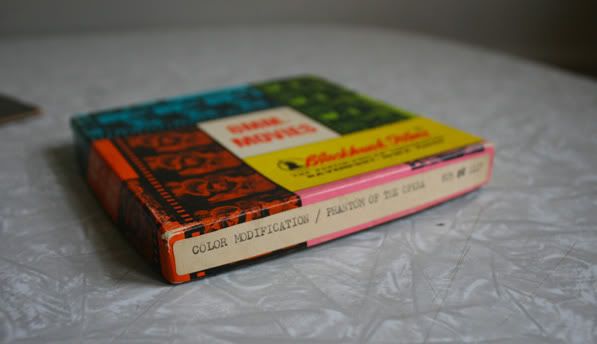 8MM
MOVIES
Blackhawk Films
COLOR MODIFICATION / PHANTOM OF THE OPERA